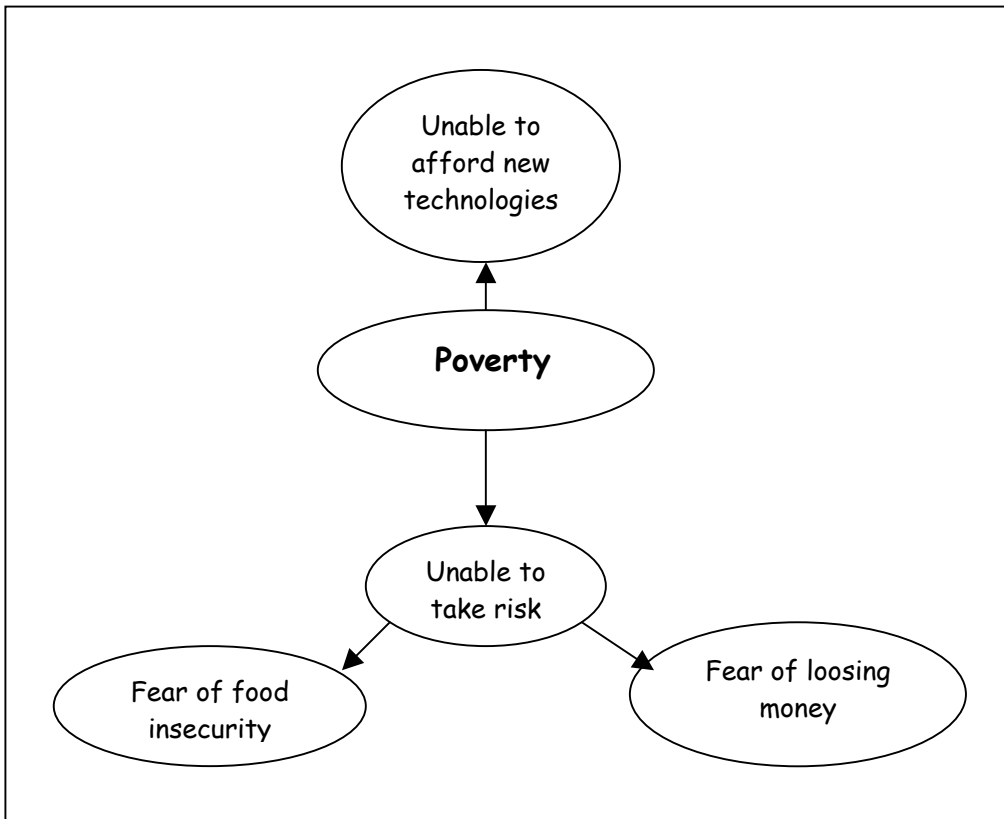 Unable to
afford new
technologies
Poverty
Unable to
take risk
Fear of food
insecurity
Fear of loosing
money